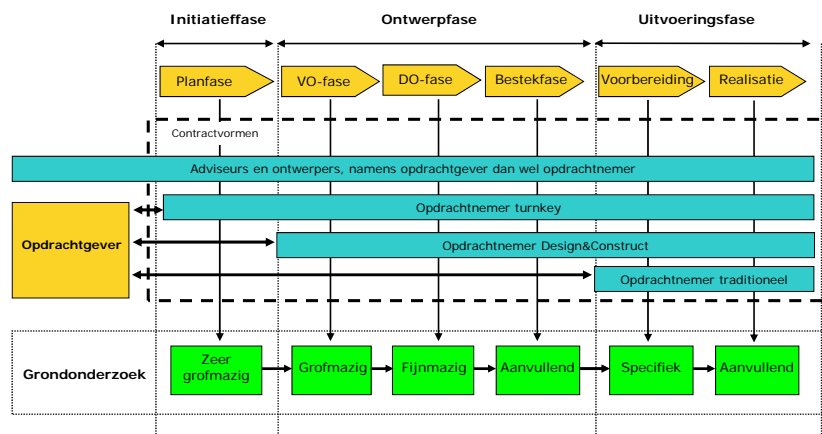 Initiatieffase
Ontwerpfase
Uitvoeringsfase
Planfase
VO-fase
DO-fase
Bestekfase
Voorbereiding
Realisatie
Contractvormen
Adviseurs en ontwerpers, namens opdrachtgever dan wel opdrachtnemer
Opdrachtnemer turnkey
Opdrachtgever
Opdrachtnemer Design&Construct
Opdrachtnemer traditioneel
Grondonderzoek
Zeer
grofmazig
Grofmazig
Fijnmazig
Aanvullend
Specifiek
Aanvullend